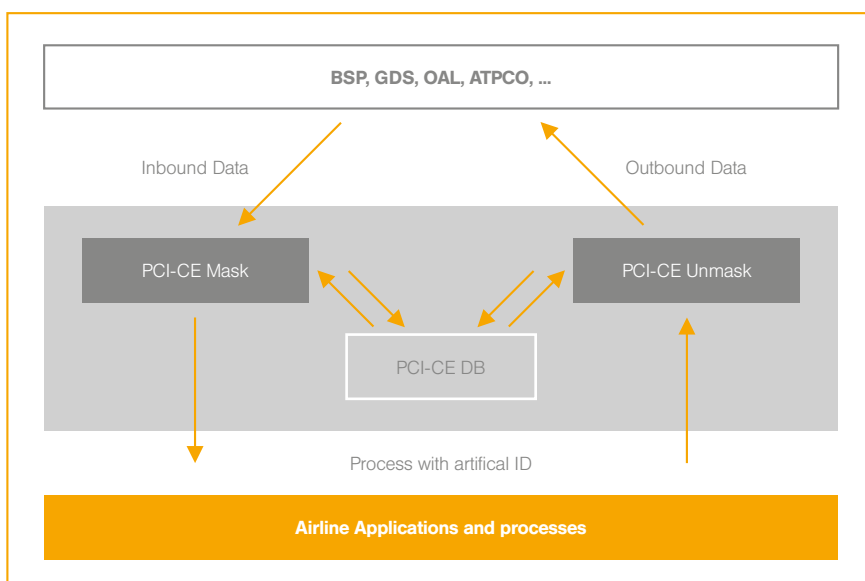 BSP, GDS, OAL, ATPCO, ...
Inbound Data
Outbound Data
PCI-CE Mask
PCI-CE Unmask
PCI-CE DB
Process with artifical ID
Airline Applications and processes